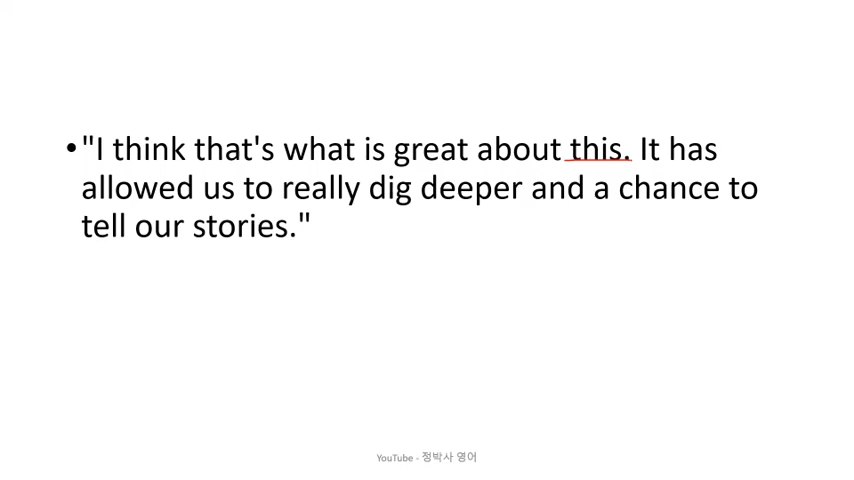 •"I think that's what is great about this. It has
allowed us to really dig deeper and a chance to
tell our stories."
YouTube - 정박사 영어